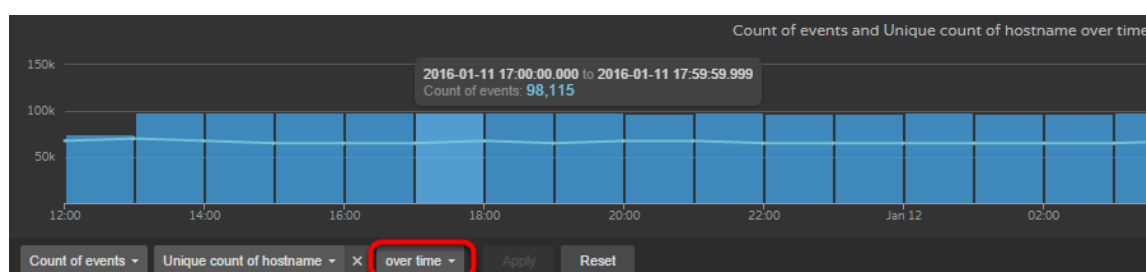 Count of events and Unique count of hostname over time
150k
2016-01-11 17:00:00.000 to 2016-01-11 17:59:59.999
Count of events: 98,115
100k
50k
12:00 14:00 16:00 18:00 20:00 22:00 Jan 12 02:00
Count of events Unique count of hostname × over time Apply Reset